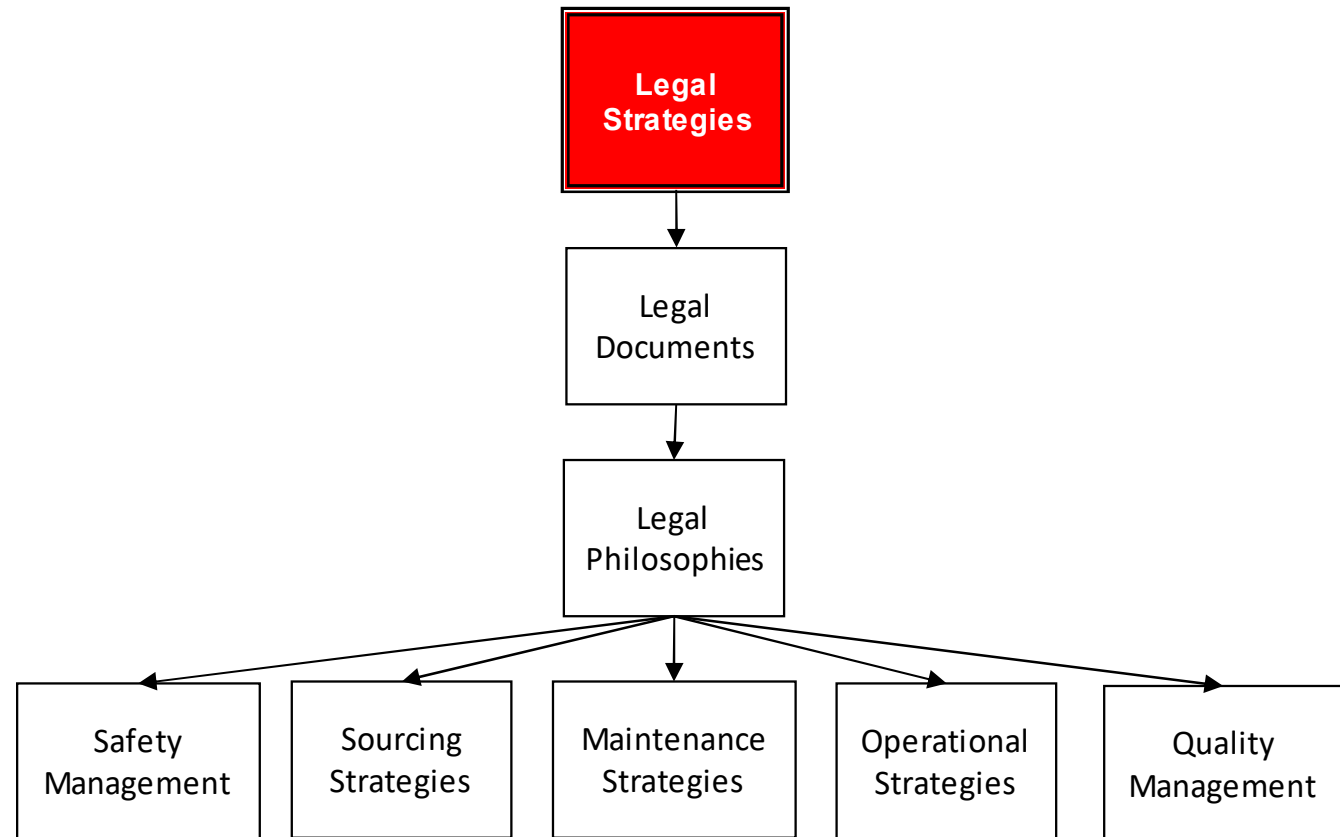 Legal
Strategies
Legal
Documents
Legal
Philosophies
Safety
Management
Sourcing
Strategies
Maintenance
Strategies
Operational
Strategies
Quality
Management